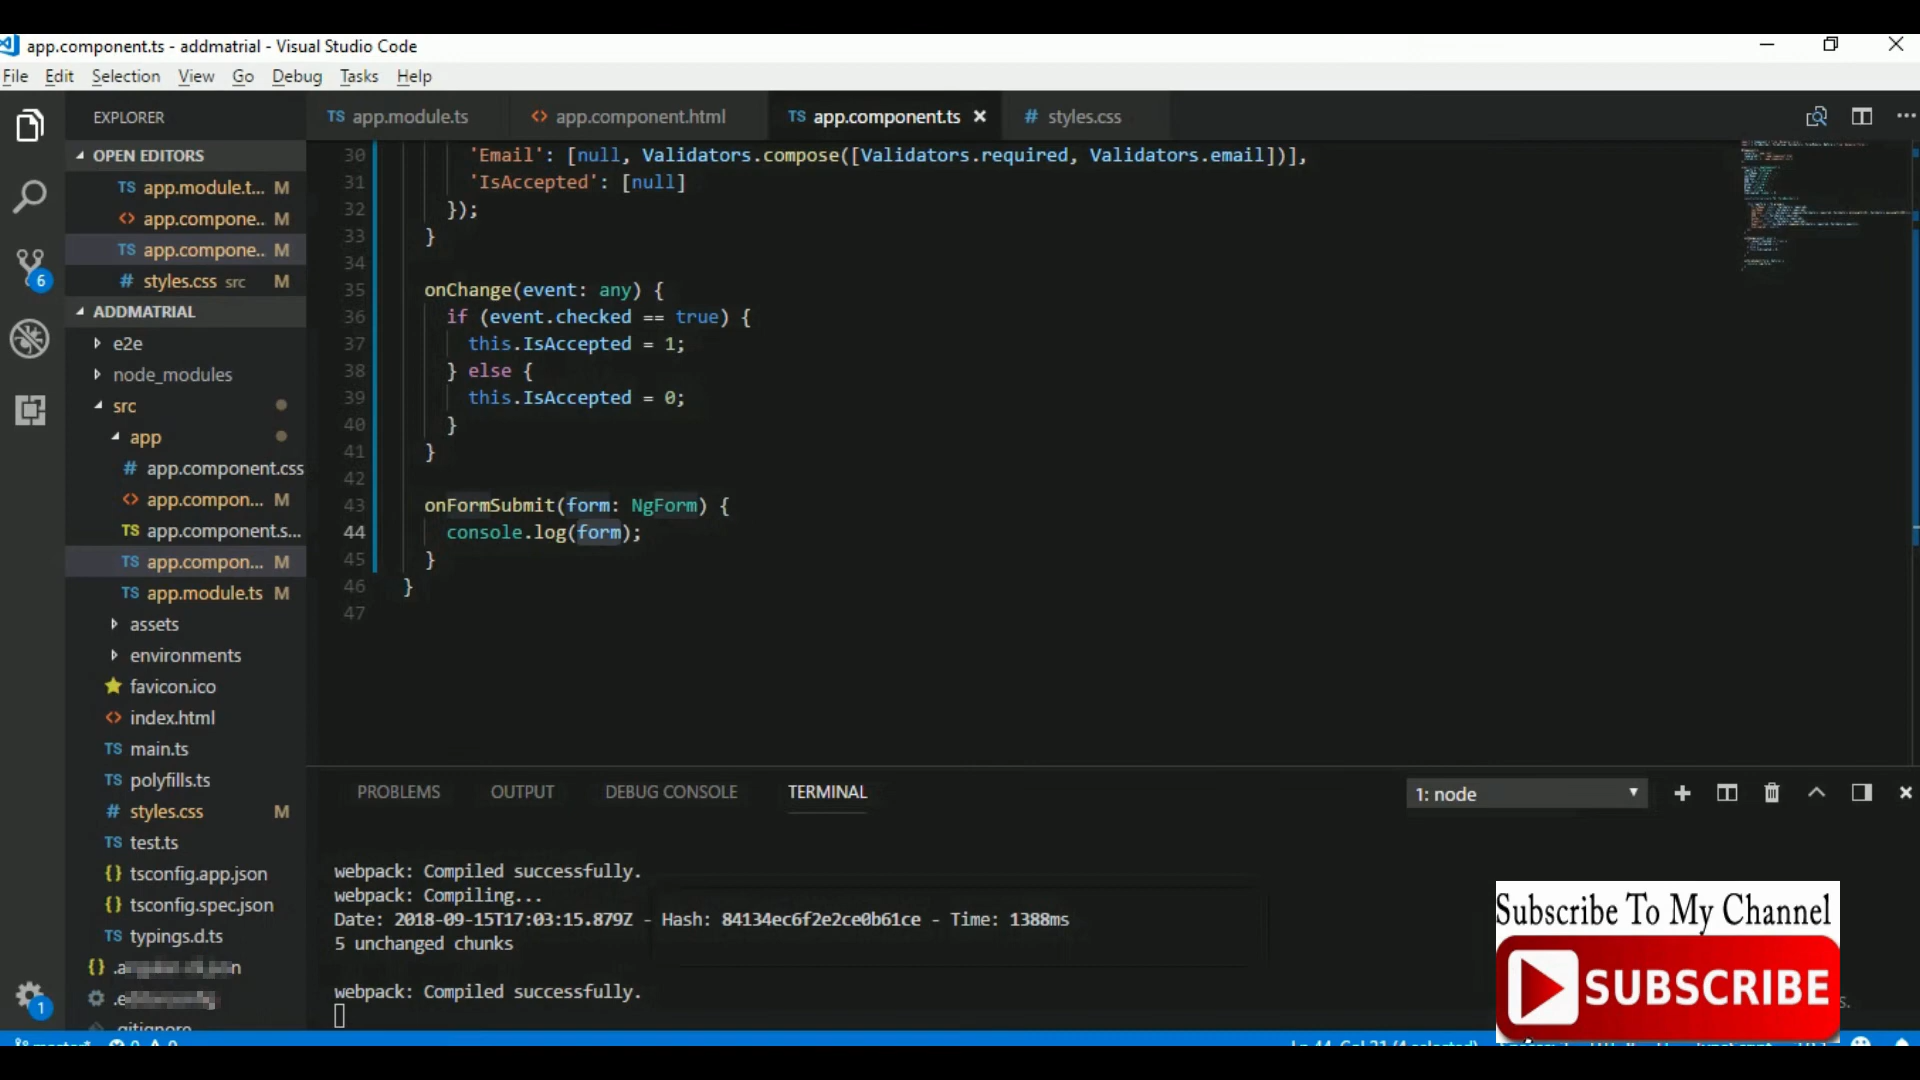 app.component.ts - addmatrial - Visual Studio Code
File Edit Selection View Go Debug Tasks Help
EXPLORER
OPEN EDITORS
TS app.module.t... M
<> app.compone.. M
TS app.compone.. M
# styles.css src M
ADDMATRIAL
e2e
node_modules
src
app
# app.component.css
<> app.compon... M
TS app.component.s...
TS app.compon... M
TS app.module.ts M
assets
environments
favicon.ico
<> index.html
TS main.ts
TS polyfills.ts
# styles.css M
TS test.ts
{} tsconfig.app.json
{} tsconfig.spec.json
TS typings.d.ts
{}
.gitignore
6
1
TS app.module.ts <> app.component.html TS app.component.ts × # styles.css
30 'Email': [null, Validators.compose([Validators.required, Validators.email])],
31 'IsAccepted': [null]
32 });
33 }
34
35 onChange(event: any) {
36 if (event.checked == true) {
37 this.IsAccepted = 1;
38 } else {
39 this.IsAccepted = 0;
40 }
41 }
42
43 onFormSubmit(form: NgForm) {
44 console.log(form);
45 }
46 }
47
PROBLEMS OUTPUT DEBUG CONSOLE TERMINAL 1: node
webpack: Compiled successfully.
webpack: Compiling...
Date: 2018-09-15T17:03:15.879Z - Hash: 84134ec6f2e2ce0b61ce - Time: 1388ms
5 unchanged chunks
webpack: Compiled successfully.
Subscribe To My Channel
SUBSCRIBE